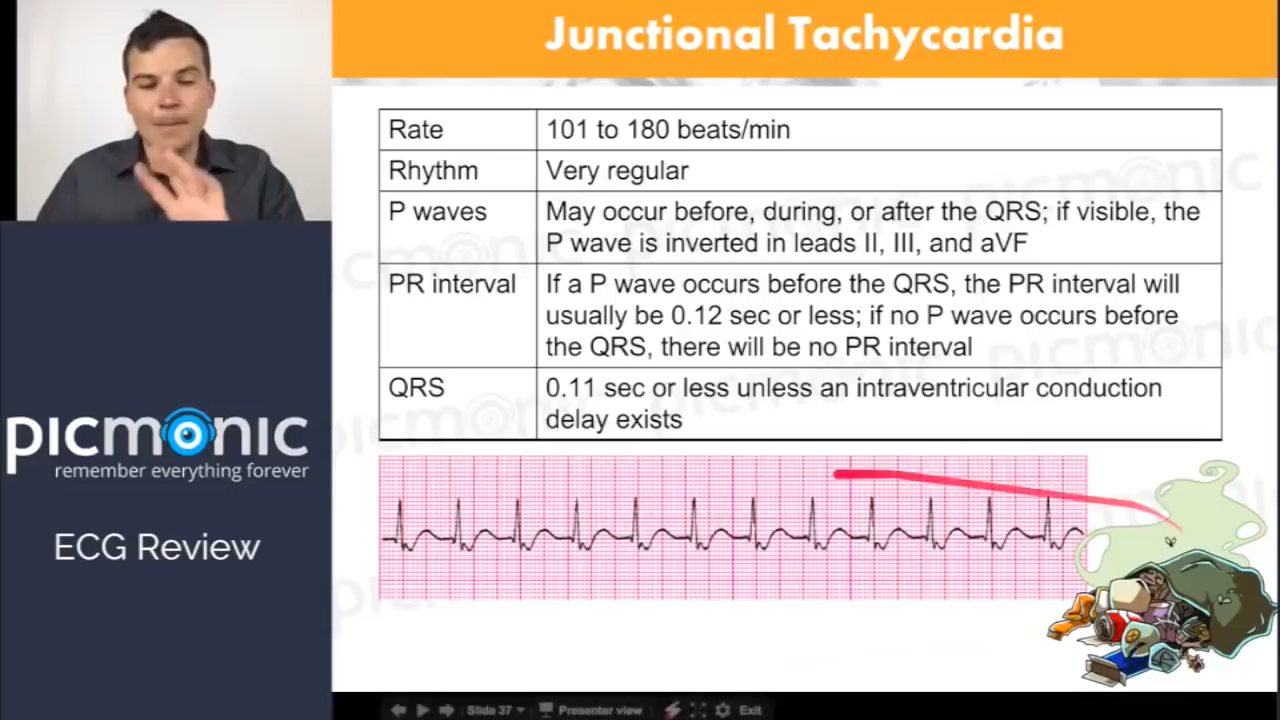 Junctional Tachycardia
Rate
101 to 180 beats/min
Rhythm
Very regular
P waves
May occur before, during, or after the QRS; if visible, the
P wave is inverted in leads II, III, and aVF
PR interval
If a P wave occurs before the QRS, the PR interval will
usually be 0.12 sec or less; if no P wave occurs before
the QRS, there will be no PR interval
QRS
0.11 sec or less unless an intraventricular conduction
delay exists
picmonic
remember everything forever
ECG Review
Slide 37
Presenter view
Exit